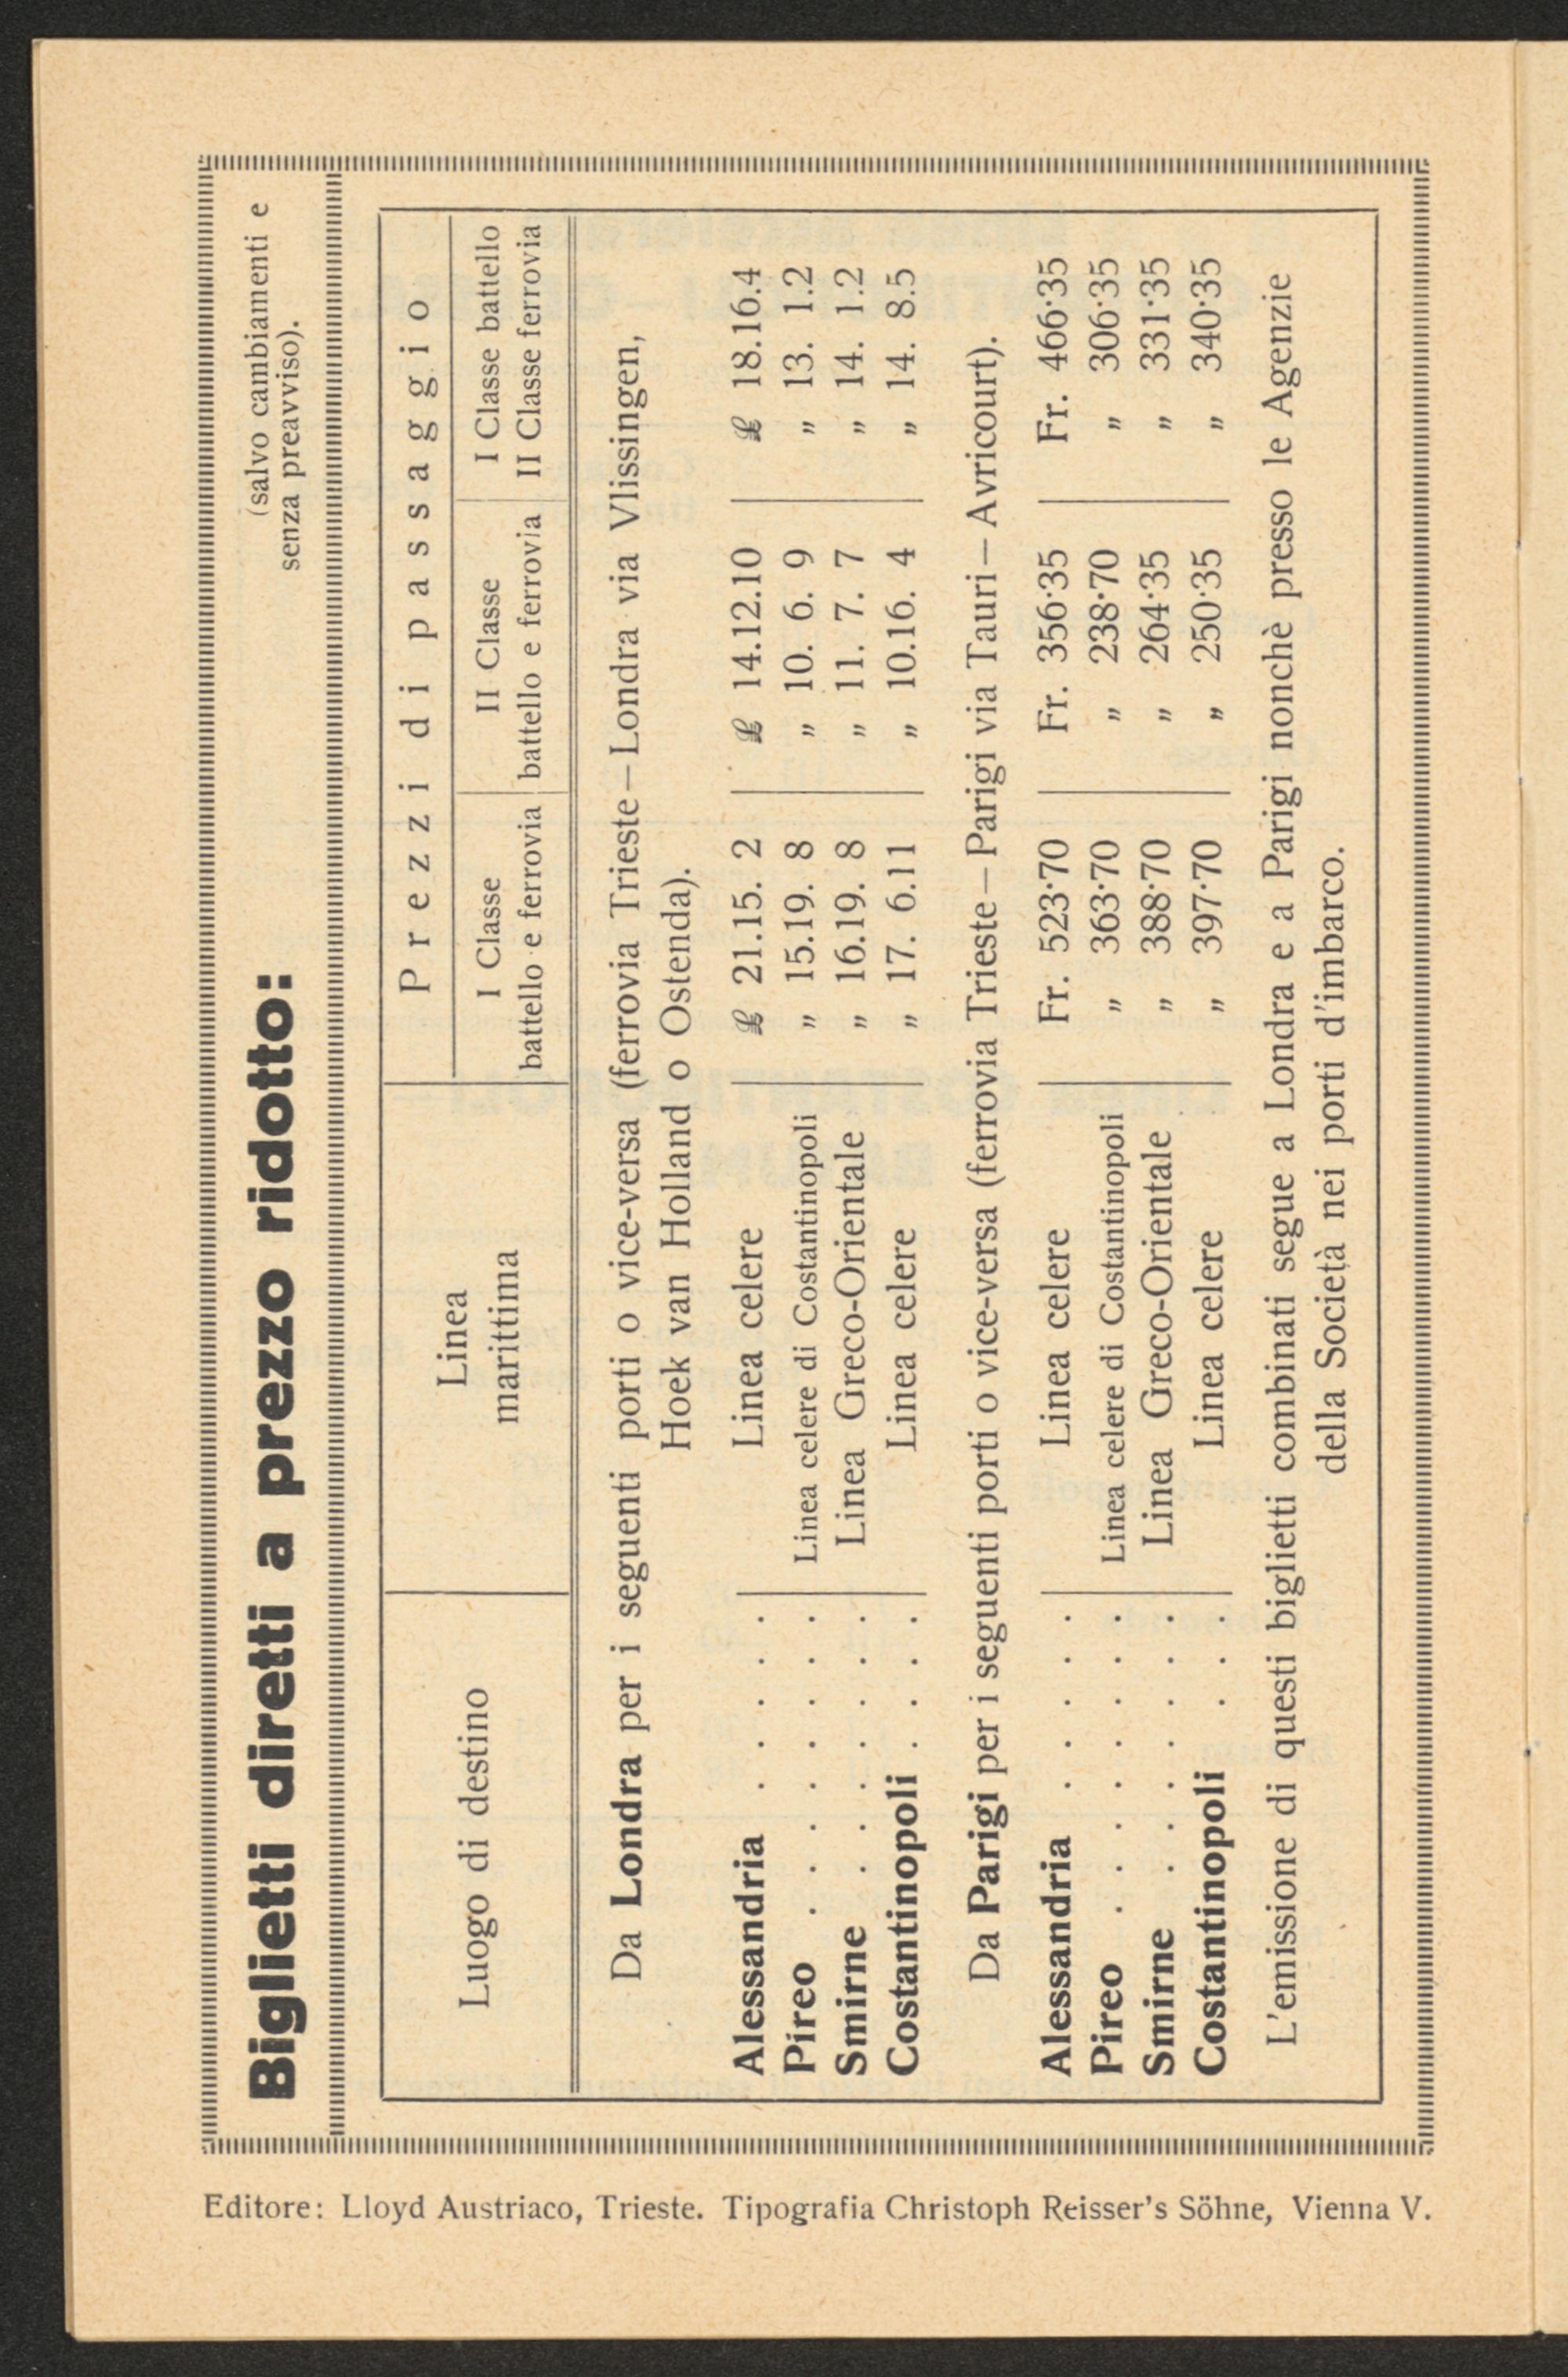 Biglietti diretti a prezzo ridotto:
(salvo cambiamenti e
senza preavviso).
Luogo di destino
Linea
marittima
Prezzi di passaggio
I Classe
battello e ferrovia
II Classe
battello e ferrovia
I Classe battello
II Classe ferrovia
Da Londra per i seguenti porti o vice-versa (ferrovia Trieste—Londra via Vlissingen,
Hoek van Holland o Ostenda).
Alessandria . . . . . Linea celere ₤ 21.15. 2 ₤ 14.12.10 ₤ 18.16.4
Pireo . . . . . . . . Linea celere di Costantinopoli „ 15.19. 8 „ 10. 6. 9 „ 13. 1.2
Smirne . . . . . . . Linea Greco-Orientale „ 16.19. 8 „ 11. 7. 7 „ 14. 1.2
Costantinopoli . . . . Linea celere „ 17. 6.11 „ 10.16. 4 „ 14. 8.5
Da Parigi per i seguenti porti o vice-versa (ferrovia Trieste—Parigi via Tauri—Avricourt).
Alessandria . . . . . Linea celere Fr. 523·70 Fr. 356·35 Fr. 466·35
Pireo . . . . . . . . Linea celere di Costantinopoli „ 363·70 „ 238·70 „ 306·35
Smirne . . . . . . . Linea Greco-Orientale „ 388·70 „ 264·35 „ 331·35
Costantinopoli . . . Linea celere „ 397·70 „ 250·35 „ 340·35
L'emissione di questi biglietti combinati segue a Londra e a Parigi nonchè presso le Agenzie
della Società nei porti d'imbarco.
Editore: Lloyd Austriaco, Trieste. Tipografia Christoph Reisser's Söhne, Vienna V.